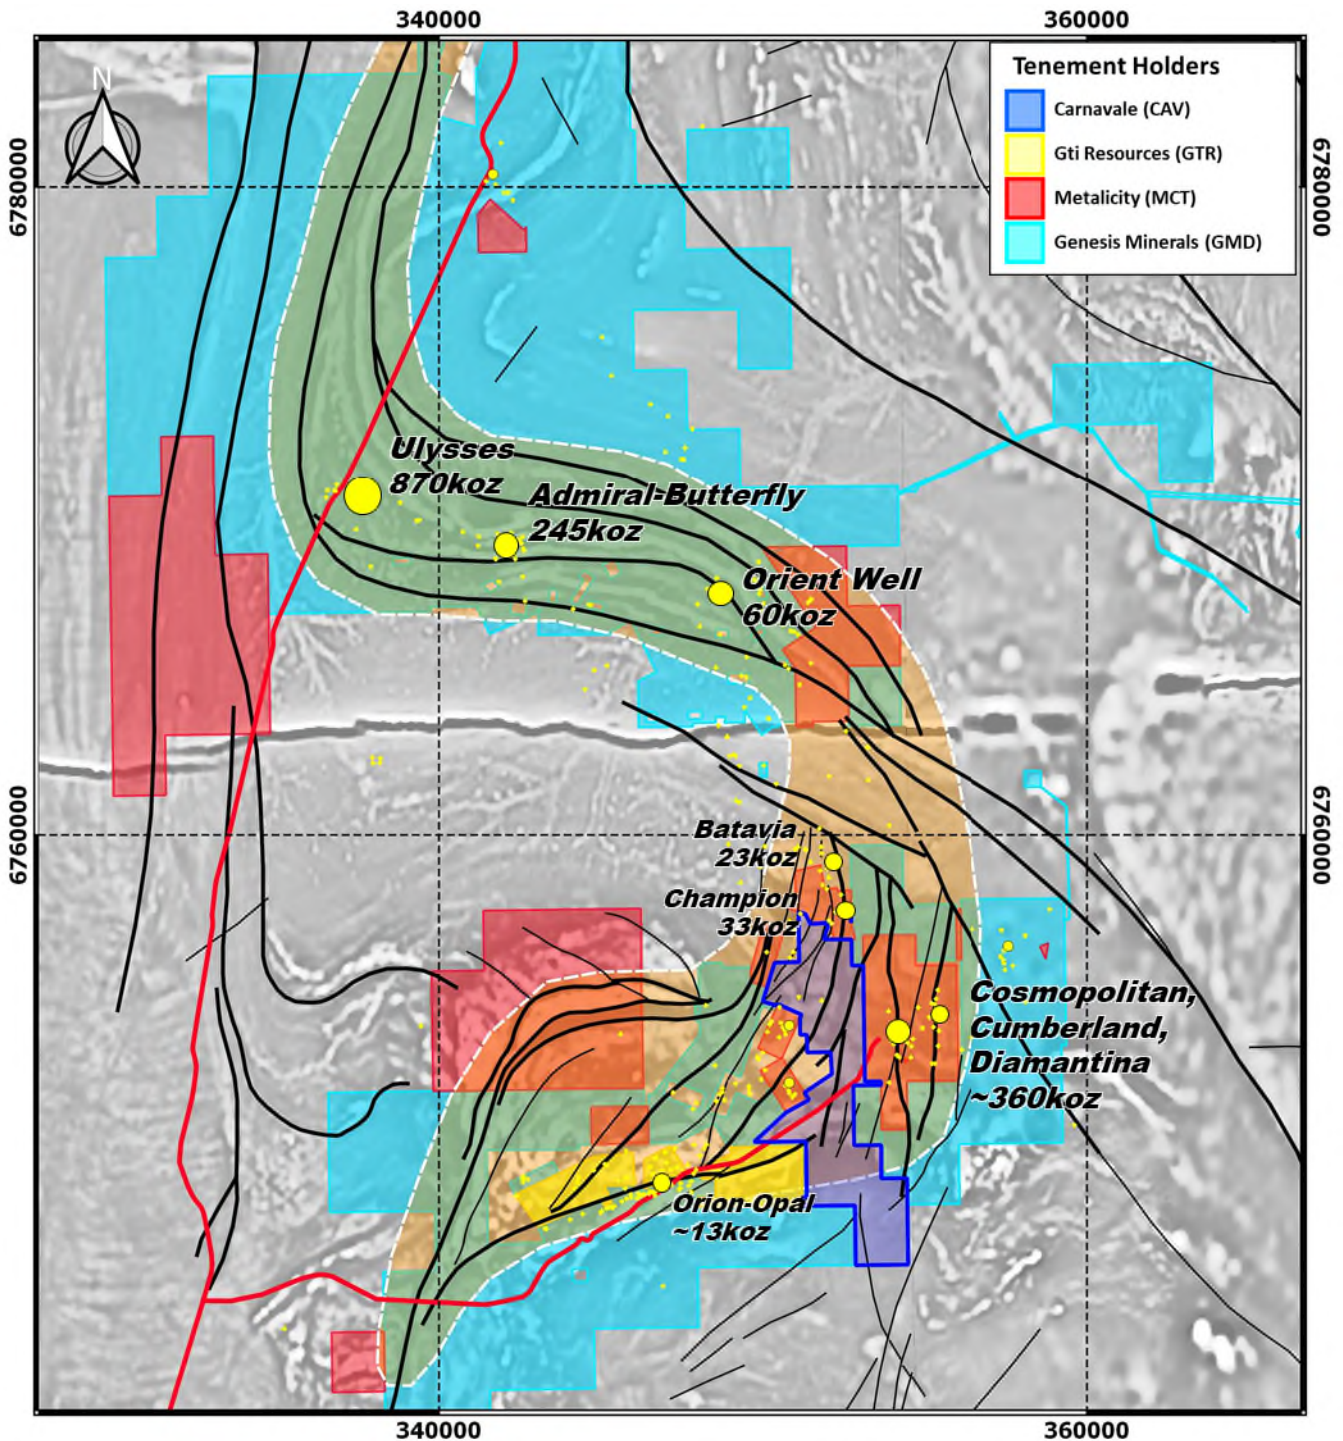 340000
360000
N
Tenement Holders
Carnavale (CAV)
Gti Resources (GTR)
Metalicity (MCT)
Genesis Minerals (GMD)
6780000
6780000
Ulysses
870koz
Admiral-Butterfly
245koz
Orient Well
60koz
6760000
6760000
Batavia
23koz
Champion
33koz
Cosmopolitan,
Cumberland,
Diamantina
~360koz
Orion-Opal
~13koz
340000
360000